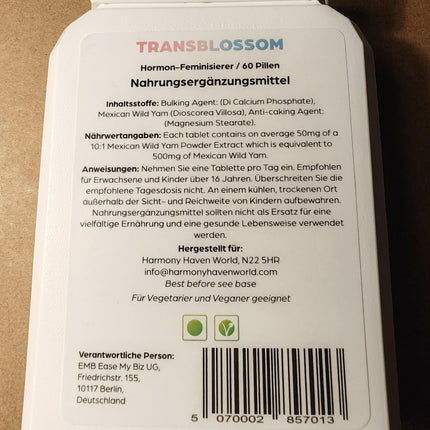 TRANSBLOSSOM
Hormon-Feminisierer / 60 Pillen
Nahrungsergänzungsmittel
Inhaltsstoffe: Bulking Agent: (Di Calcium Phosphate),
Mexican Wild Yam (Dioscorea Villosa), Anti-caking Agent:
(Magnesium Stearate).
Nährwertangaben: Each tablet contains on average 50mg of a
10:1 Mexican Wild Yam Powder Extract which is equivalent to
500mg of Mexican Wild Yam.
Anweisungen: Nehmen Sie eine Tablette pro Tag ein. Empfohlen
für Erwachsene und Kinder über 16 Jahren. Überschreiten Sie die
empfohlene Tagesdosis nicht. An einem kühlen, trockenen Ort
außerhalb der Sicht- und Reichweite von Kindern aufbewahren.
Nahrungsergänzungsmittel sollten nicht als Ersatz für eine
vielfältige Ernährung und eine gesunde Lebensweise verwendet
werden.
Hergestellt für:
Harmony Haven World, N22 5HR
info@harmonyhavenworld.com
Best before see base
Für Vegetarier und Veganer geeignet
V
Verantwortliche Person:
EMB Ease My Biz UG,
Friedrichstr. 155,
10117 Berlin,
Deutschland
5 070002 857013